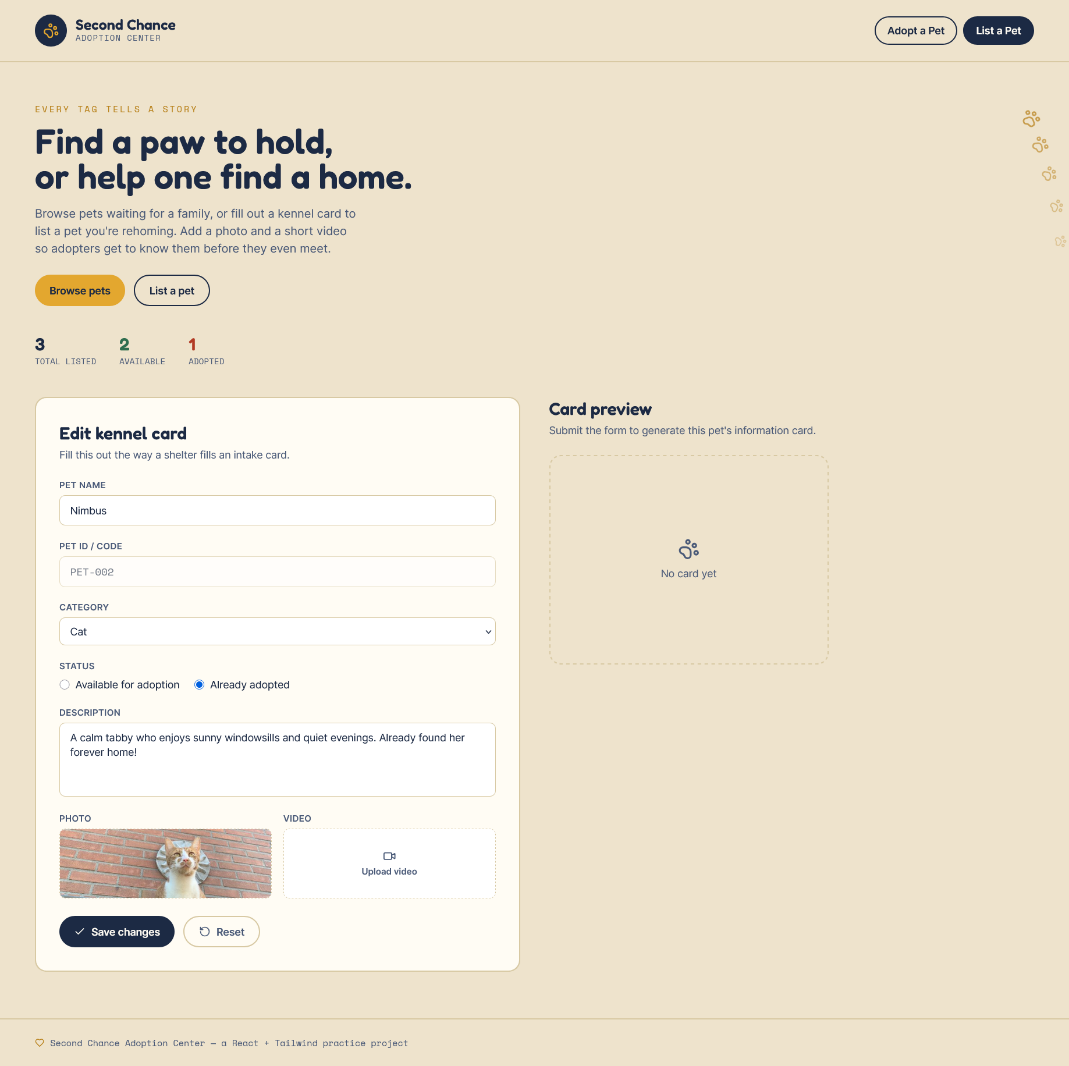 Second Chance
ADOPTION CENTER
Adopt a Pet
List a Pet
EVERY TAG TELLS A STORY
Find a paw to hold,
or help one find a home.
Browse pets waiting for a family, or fill out a kennel card to
list a pet you're rehoming. Add a photo and a short video
so adopters get to know them before they even meet.
Browse pets
List a pet
3
TOTAL LISTED
2
AVAILABLE
1
ADOPTED
Edit kennel card
Fill this out the way a shelter fills an intake card.
PET NAME
Nimbus
PET ID / CODE
PET-002
CATEGORY
Cat
STATUS
Available for adoption
Already adopted
DESCRIPTION
A calm tabby who enjoys sunny windowsills and quiet evenings. Already found her
forever home!
PHOTO
VIDEO
Upload video
Save changes
Reset
Card preview
Submit the form to generate this pet's information card.
No card yet
Second Chance Adoption Center — a React + Tailwind practice project